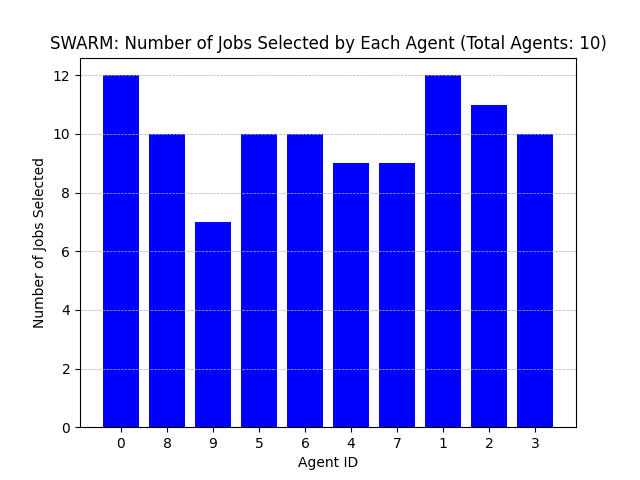 SWARM: Number of Jobs Selected by Each Agent (Total Agents: 10)
12
10
8
6
4
2
0
Number of Jobs Selected
0 8 9 5 6 4 7 1 2 3
Agent ID